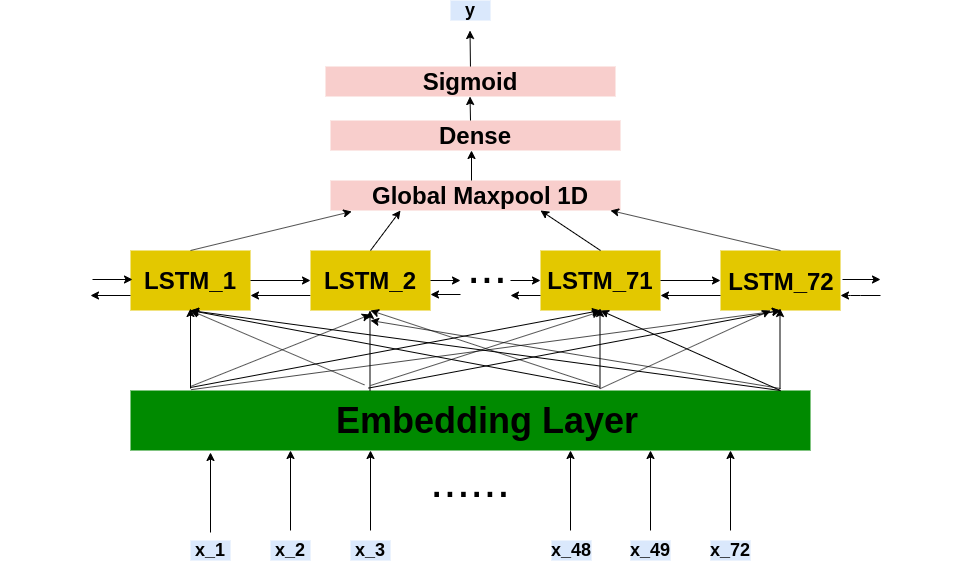 y
Sigmoid
Dense
Global Maxpool 1D
LSTM_1 LSTM_2 ... LSTM_71 LSTM_72
Embedding Layer
......
x_1 x_2 x_3 x_48 x_49 x_72